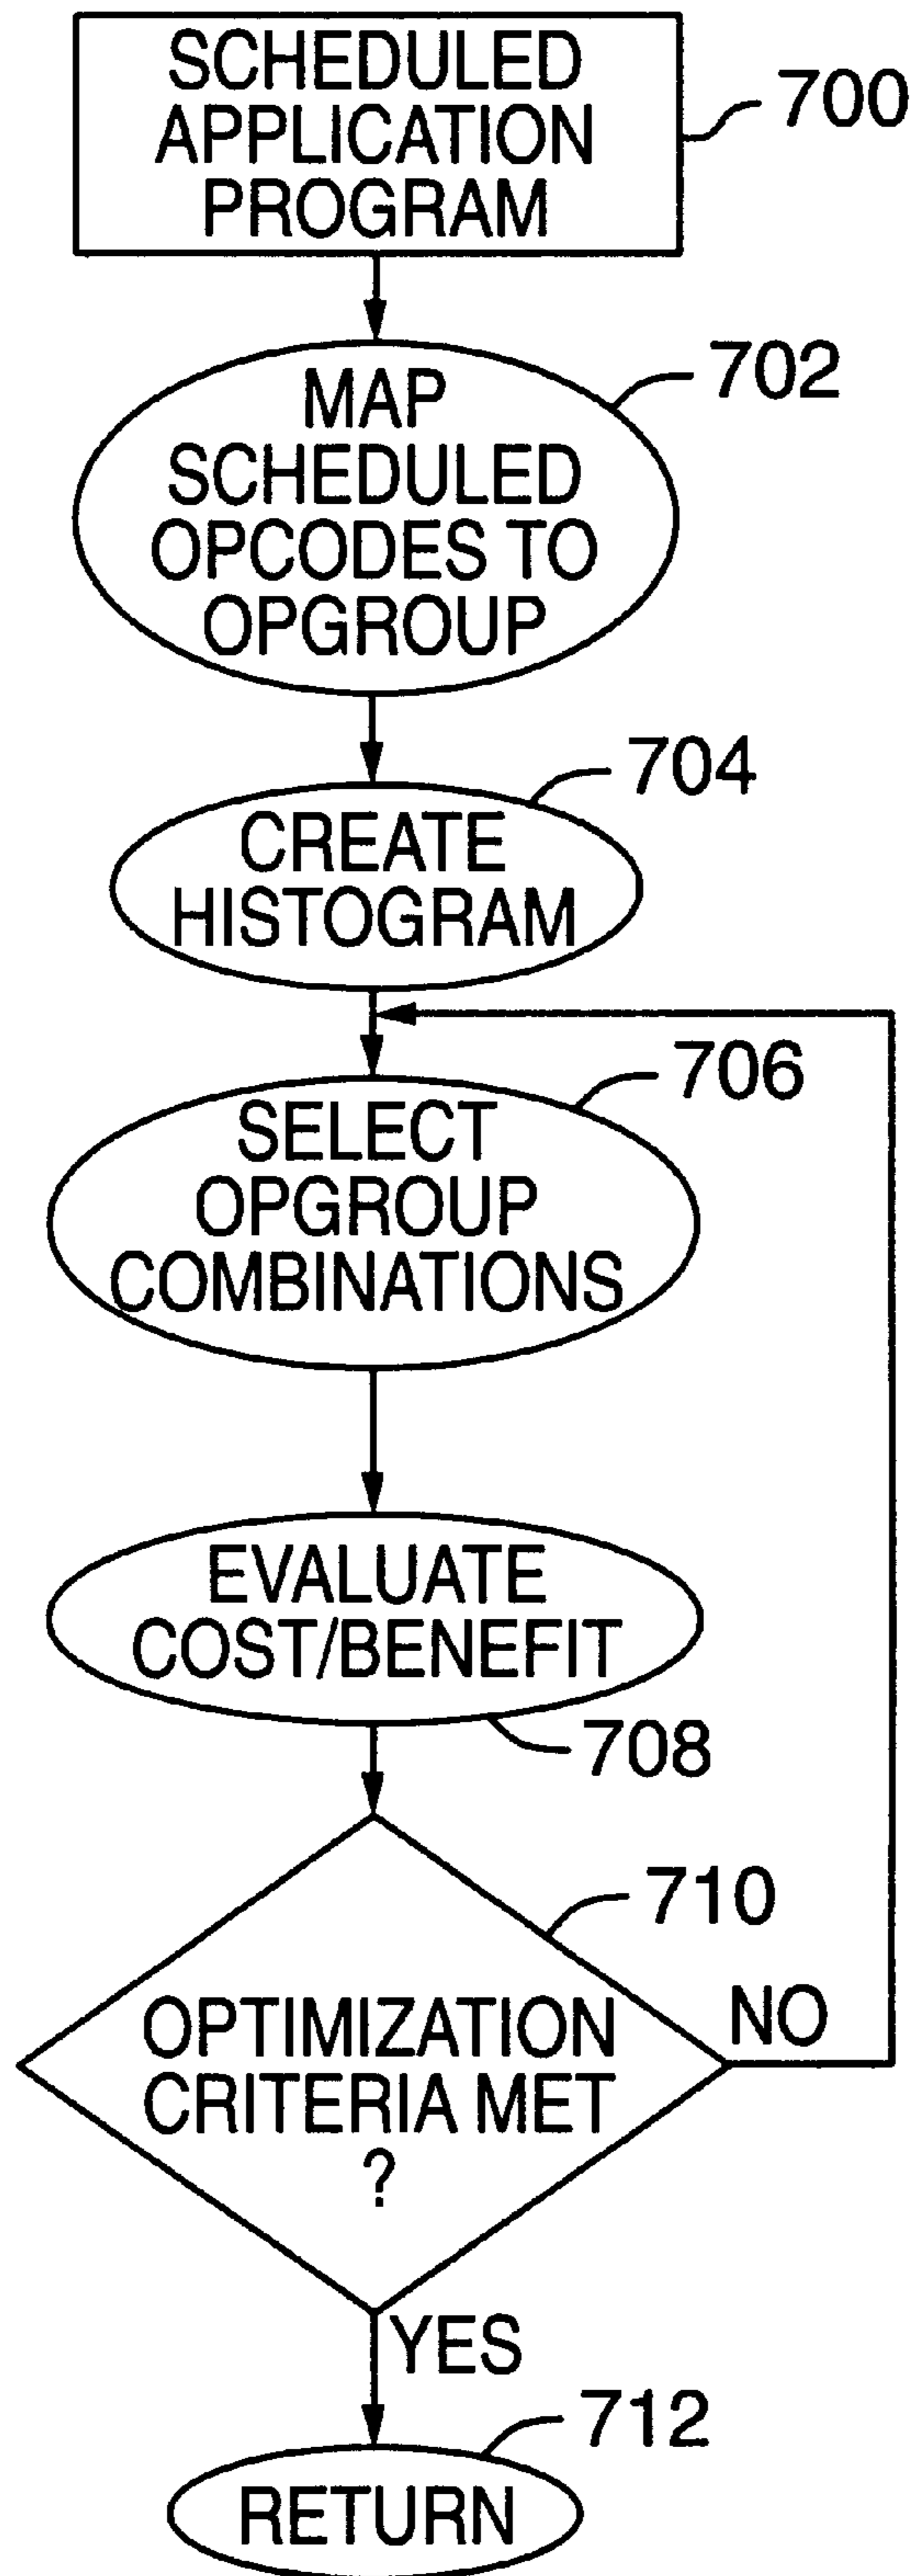 SCHEDULED
APPLICATION
PROGRAM
700
MAP
SCHEDULED
OPCODES TO
OPGROUP
702
CREATE
HISTOGRAM
704
SELECT
OPGROUP
COMBINATIONS
706
EVALUATE
COST/BENEFIT
708
OPTIMIZATION
CRITERIA MET
?
710
NO
YES
RETURN
712